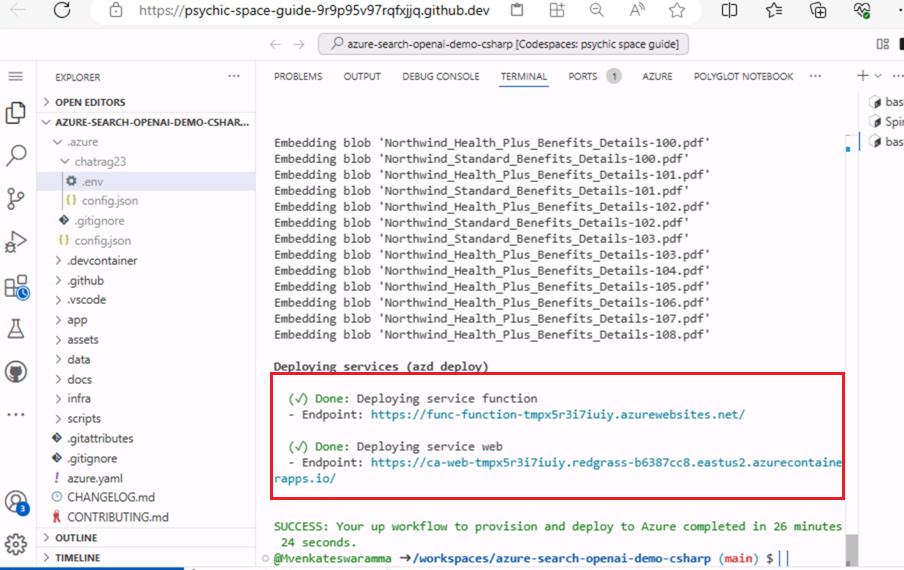 https://psychic-space-guide-9r9p95v97rqfxjjq.github.dev
azure-search-openai-demo-csharp [Codespaces: psychic space guide]
EXPLORER
OPEN EDITORS
AZURE-SEARCH-OPENAI-DEMO-CSHAR...
.azure
chatrag23
.env
config.json
.gitignore
config.json
.devcontainer
.github
.vscode
app
assets
data
docs
infra
scripts
.gitattributes
.gitignore
azure.yaml
CHANGELOG.md
CONTRIBUTING.md
OUTLINE
TIMELINE
3
PROBLEMS OUTPUT DEBUG CONSOLE TERMINAL PORTS 1 AZURE POLYGLOT NOTEBOOK
Embedding blob 'Northwind_Health_Plus_Benefits_Details-100.pdf'
Embedding blob 'Northwind_Standard_Benefits_Details-100.pdf'
Embedding blob 'Northwind_Health_Plus_Benefits_Details-101.pdf'
Embedding blob 'Northwind_Standard_Benefits_Details-101.pdf'
Embedding blob 'Northwind_Health_Plus_Benefits_Details-102.pdf'
Embedding blob 'Northwind_Standard_Benefits_Details-102.pdf'
Embedding blob 'Northwind_Standard_Benefits_Details-103.pdf'
Embedding blob 'Northwind_Health_Plus_Benefits_Details-103.pdf'
Embedding blob 'Northwind_Health_Plus_Benefits_Details-104.pdf'
Embedding blob 'Northwind_Health_Plus_Benefits_Details-105.pdf'
Embedding blob 'Northwind_Health_Plus_Benefits_Details-106.pdf'
Embedding blob 'Northwind_Health_Plus_Benefits_Details-107.pdf'
Embedding blob 'Northwind_Health_Plus_Benefits_Details-108.pdf'
Deploying services (azd deploy)
(✓) Done: Deploying service function
- Endpoint: https://func-function-tmpx5r3i7iuiy.azurewebsites.net/
(✓) Done: Deploying service web
- Endpoint: https://ca-web-tmpx5r3i7iuiy.redgrass-b6387cc8.eastus2.azurecontaine
rapps.io/
SUCCESS: Your up workflow to provision and deploy to Azure completed in 26 minutes
24 seconds.
@Mvenkateswaramma ➜/workspaces/azure-search-openai-demo-csharp (main) $
bas
Spi
bas